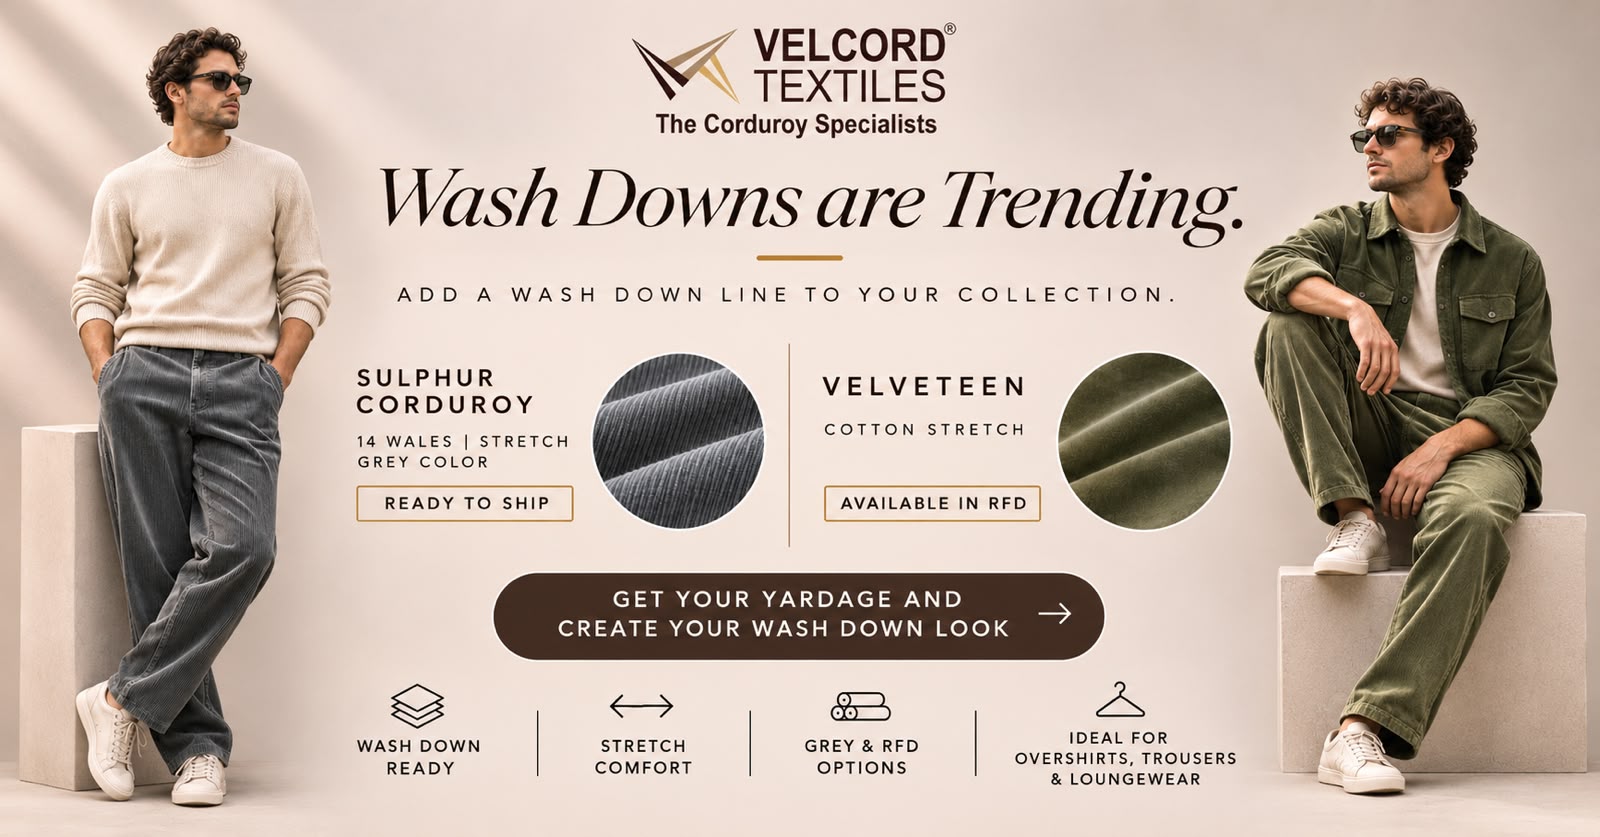 VELCORD®
TEXTILES
The Corduroy Specialists
Wash Downs are Trending.
ADD A WASH DOWN LINE TO YOUR COLLECTION.
SULPHUR
CORDUROY
14 WALES | STRETCH
GREY COLOR
READY TO SHIP
VELVETEEN
COTTON STRETCH
AVAILABLE IN RFD
GET YOUR YARDAGE AND
CREATE YOUR WASH DOWN LOOK
WASH DOWN
READY
STRETCH
COMFORT
GREY & RFD
OPTIONS
IDEAL FOR
OVERSHIRTS, TROUSERS
& LOUNGEWEAR